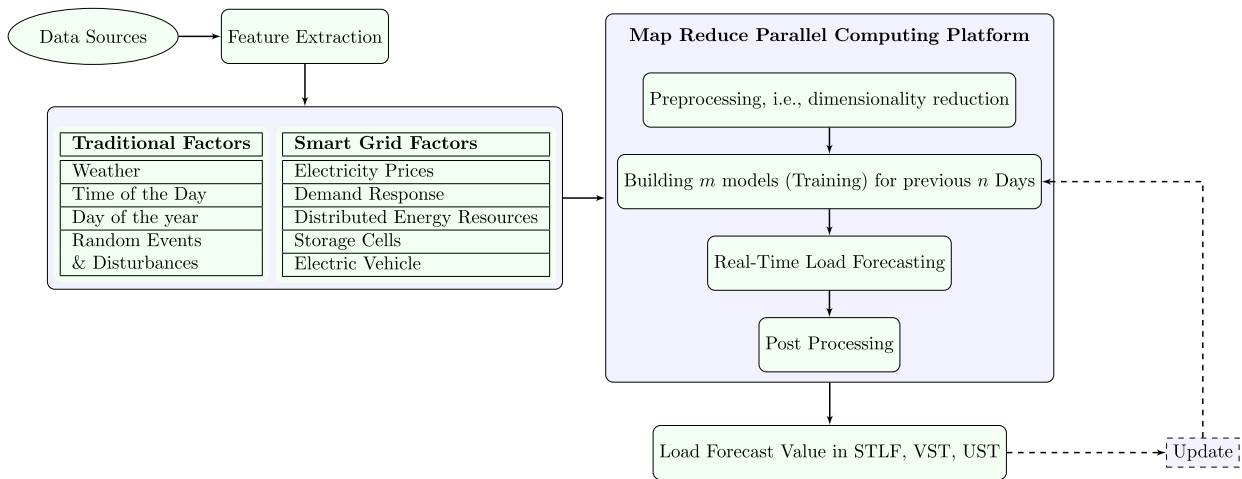 Data Sources
Feature Extraction
Traditional Factors
Weather
Time of the Day
Day of the year
Random Events
& Disturbances
Smart Grid Factors
Electricity Prices
Demand Response
Distributed Energy Resources
Storage Cells
Electric Vehicle
Map Reduce Parallel Computing Platform
Preprocessing, i.e., dimensionality reduction
Building m models (Training) for previous n Days
Real-Time Load Forecasting
Post Processing
Load Forecast Value in STLF, VST, UST
Update